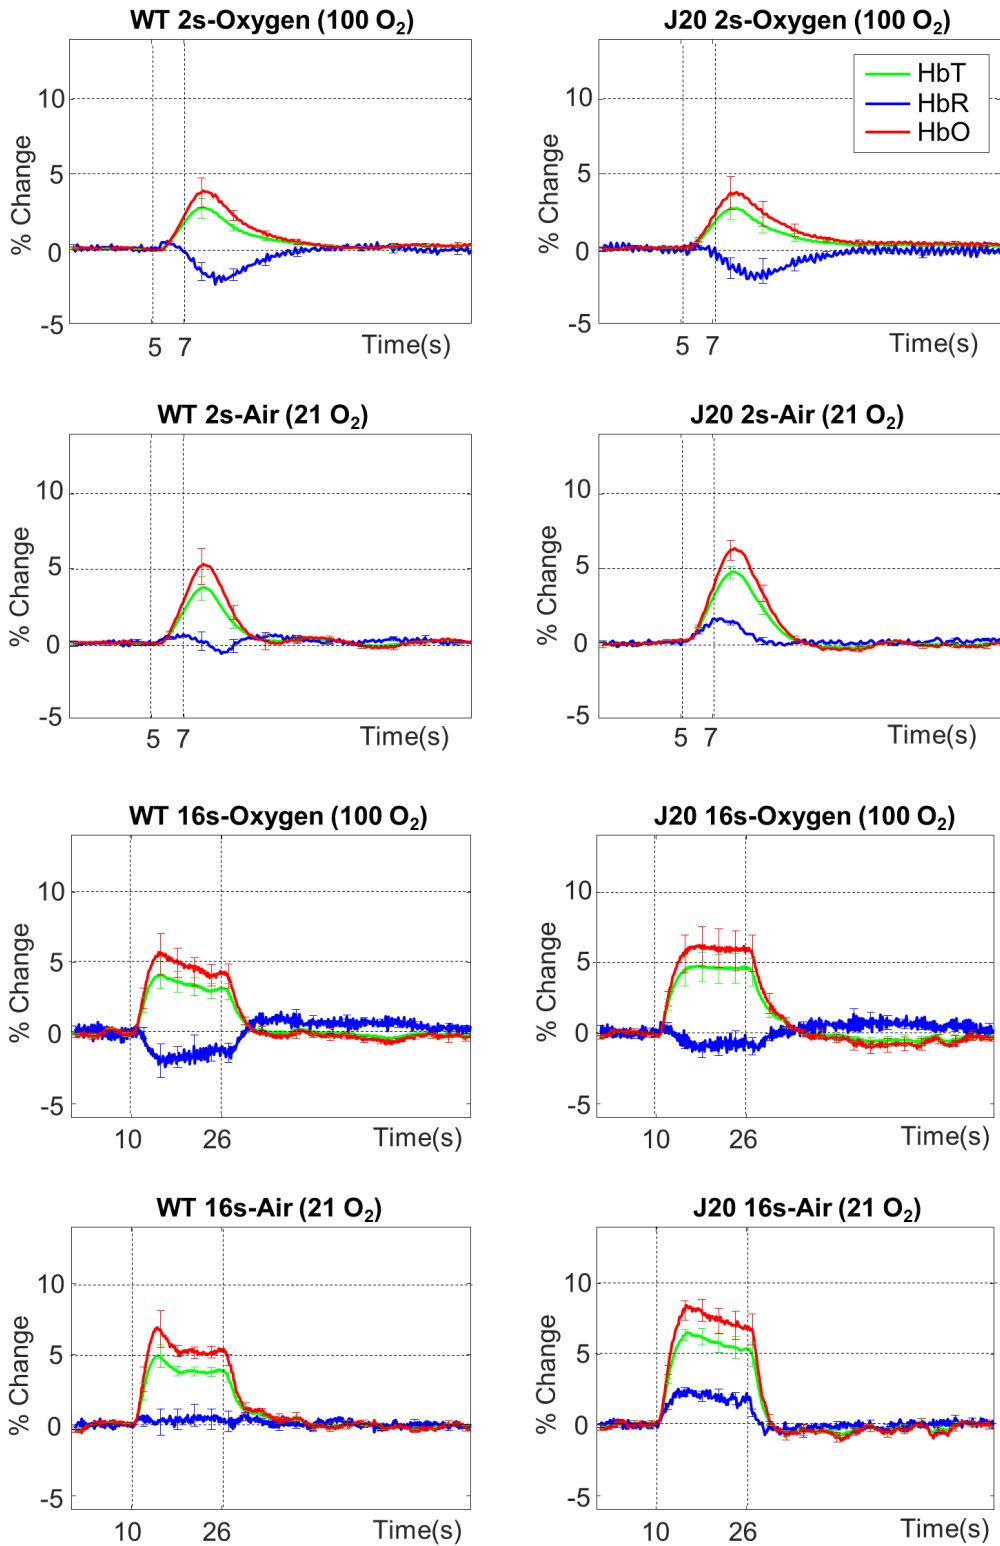 WT 2s-Oxygen (100 O₂)
10
5
0
-5
% Change
5 7
Time(s)
J20 2s-Oxygen (100 O₂)
HbT
HbR
HbO
10
5
0
-5
% Change
5 7
Time(s)
WT 2s-Air (21 O₂)
10
5
0
-5
% Change
5 7
Time(s)
J20 2s-Air (21 O₂)
10
5
0
-5
% Change
5 7
Time(s)
WT 16s-Oxygen (100 O₂)
10
5
0
-5
% Change
10 26
Time(s)
J20 16s-Oxygen (100 O₂)
10
5
0
-5
% Change
10 26
Time(s)
WT 16s-Air (21 O₂)
10
5
0
-5
% Change
10 26
Time(s)
J20 16s-Air (21 O₂)
10
5
0
-5
% Change
10 26
Time(s)